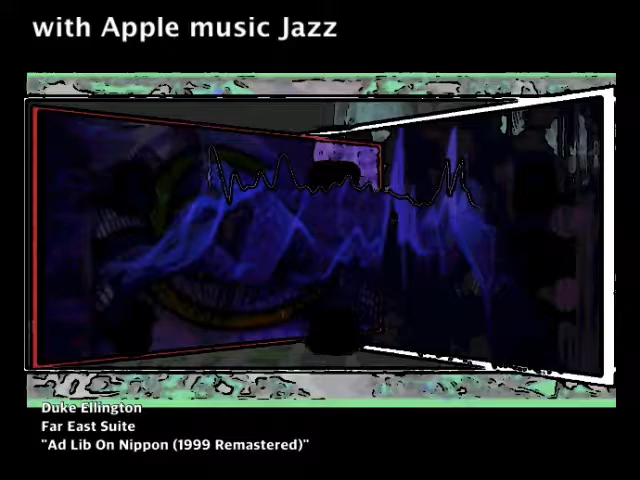 with Apple music Jazz
Duke Ellington
Far East Suite
"Ad Lib On Nippon (1999 Remastered)"